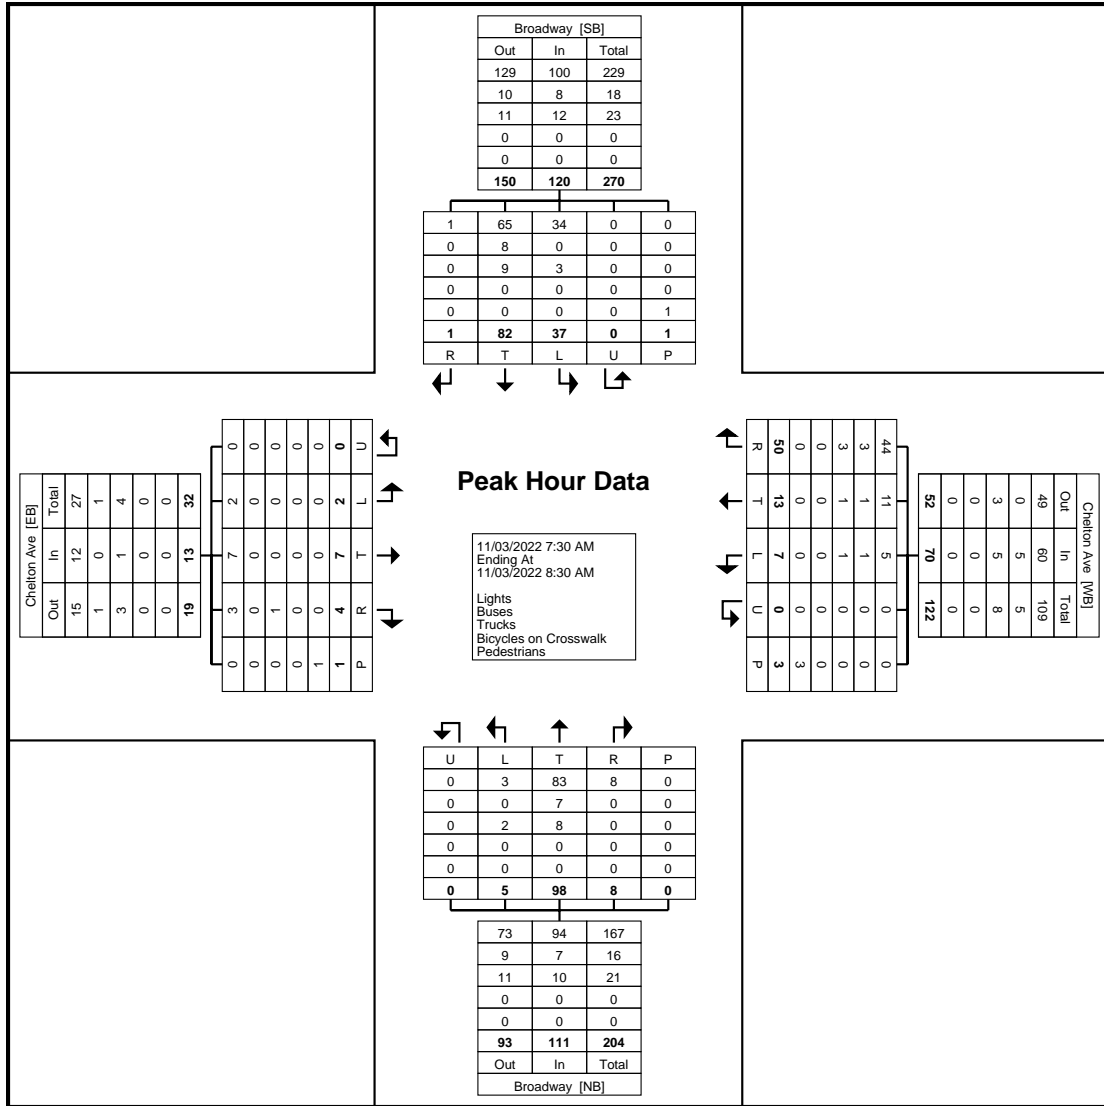 Broadway [SB]
Out In Total
129 100 229
10 8 18
11 12 23
0 0 0
0 0 0
150 120 270
1 65 34 0 0
0 8 0 0 0
0 9 3 0 0
0 0 0 0 0
0 0 0 0 1
1 82 37 0 1
R T L U P
Chelton Ave [EB]
Out In Total
15 12 27
1 0 1
3 1 4
0 0 0
0 0 0
19 13 32
0 3 7 2 0
0 0 0 0 0
0 1 0 0 0
0 0 0 0 0
1 0 0 0 0
1 4 7 2 0
P R T L U
Peak Hour Data
11/03/2022 7:30 AM
Ending At
11/03/2022 8:30 AM
Lights
Buses
Trucks
Bicycles on Crosswalk
Pedestrians
Chelton Ave [WB]
Out In Total
49 60 109
0 5 5
3 5 8
0 0 0
0 0 0
52 70 122
44 11 5 0 0
3 1 1 0 0
3 1 1 0 0
0 0 0 0 0
0 0 0 0 3
50 13 7 0 3
R T L U P
U L T R P
0 3 83 8 0
0 0 7 0 0
0 2 8 0 0
0 0 0 0 0
0 0 0 0 0
0 5 98 8 0
73 94 167
9 7 16
11 10 21
0 0 0
0 0 0
93 111 204
Out In Total
Broadway [NB]